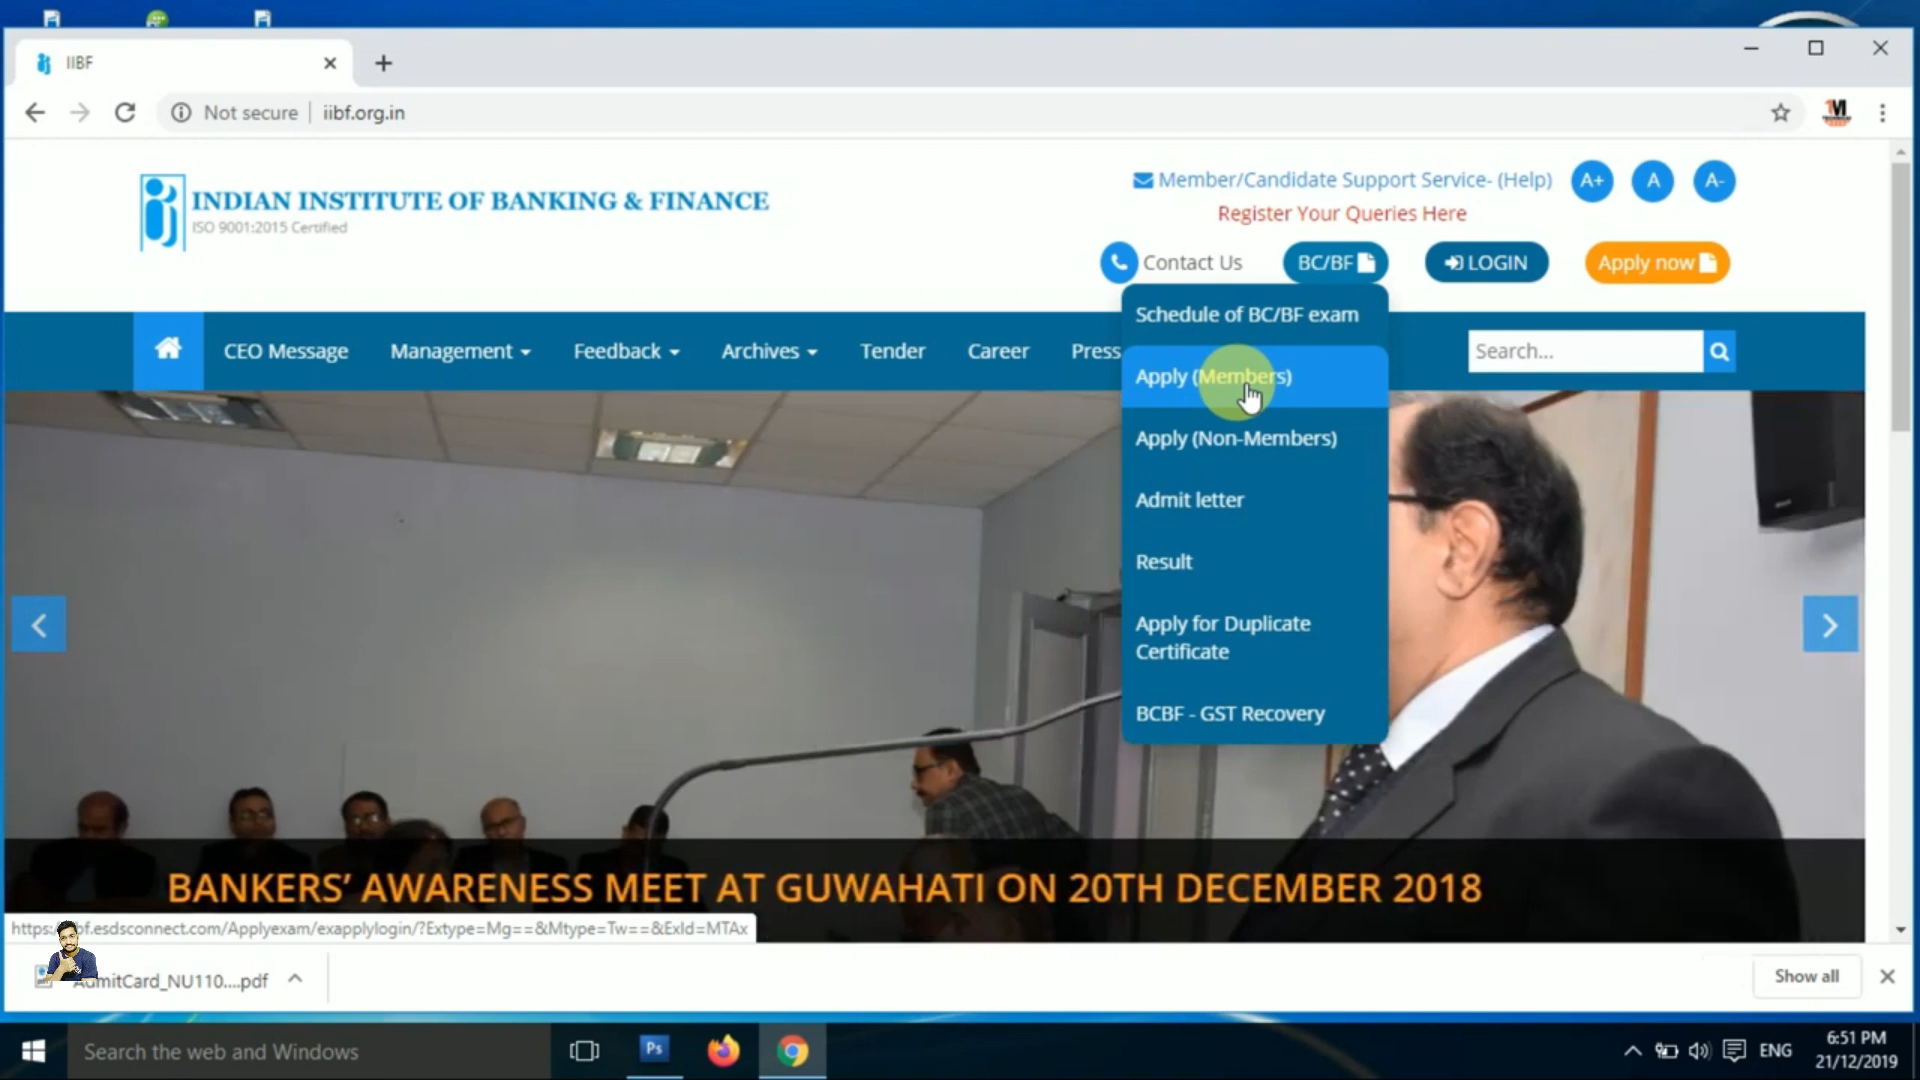 IIBF
Not secure
iibf.org.in
INDIAN INSTITUTE OF BANKING & FINANCE
ISO 9001:2015 Certified
Member/Candidate Support Service- (Help)
A+
A
A-
Register Your Queries Here
Contact Us
BC/BF
LOGIN
Apply now
CEO Message
Management
Feedback
Archives
Tender
Career
Press
Search...
Schedule of BC/BF exam
Apply (Members)
Apply (Non-Members)
Admit letter
Result
Apply for Duplicate
Certificate
BCBF - GST Recovery
BANKERS' AWARENESS MEET AT GUWAHATI ON 20TH DECEMBER 2018
https:/ bf.esdsconnect.com/Applyexam/exapplylogin/?Extype=Mg==&Mtype=Tw==&ExId=MTAx
AdmitCard_NU110....pdf
Show all
Search the web and Windows
Ps
ENG
6:51 PM
21/12/2019